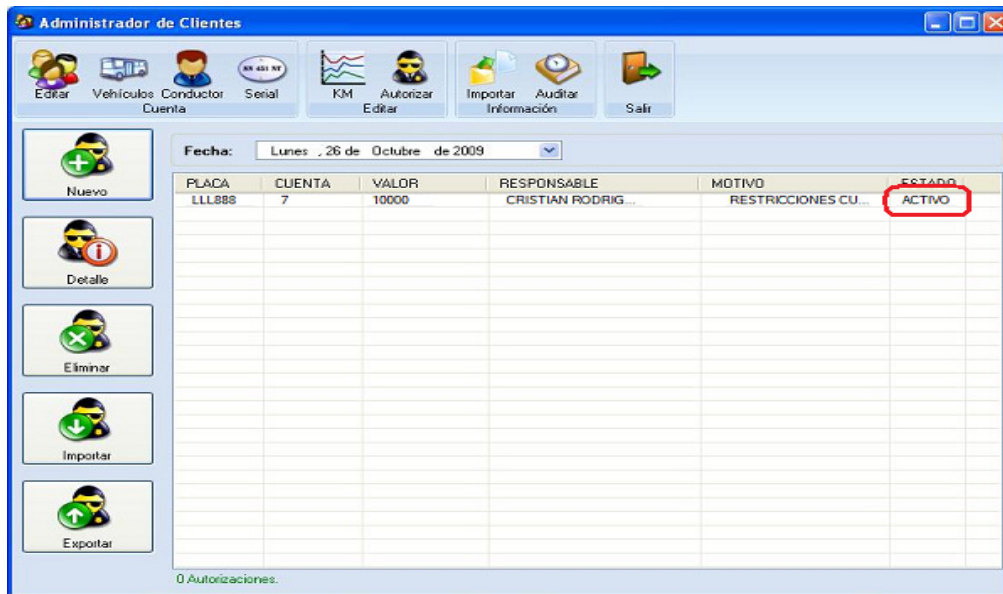 Administrador de Clientes
Editar Vehículos Conductor Serial KM Autorizar Importar Auditar
Cuenta Editar Información Salir
Nuevo
Detalle
Eliminar
Importar
Exportar
Fecha: Lunes , 26 de Octubre de 2009
PLACA CUENTA VALOR RESPONSABLE MOTIVO ESTADO
LLL888 7 10000 CRISTIAN RODRIG... RESTRICCIONES CU... ACTIVO
0 Autorizaciones.